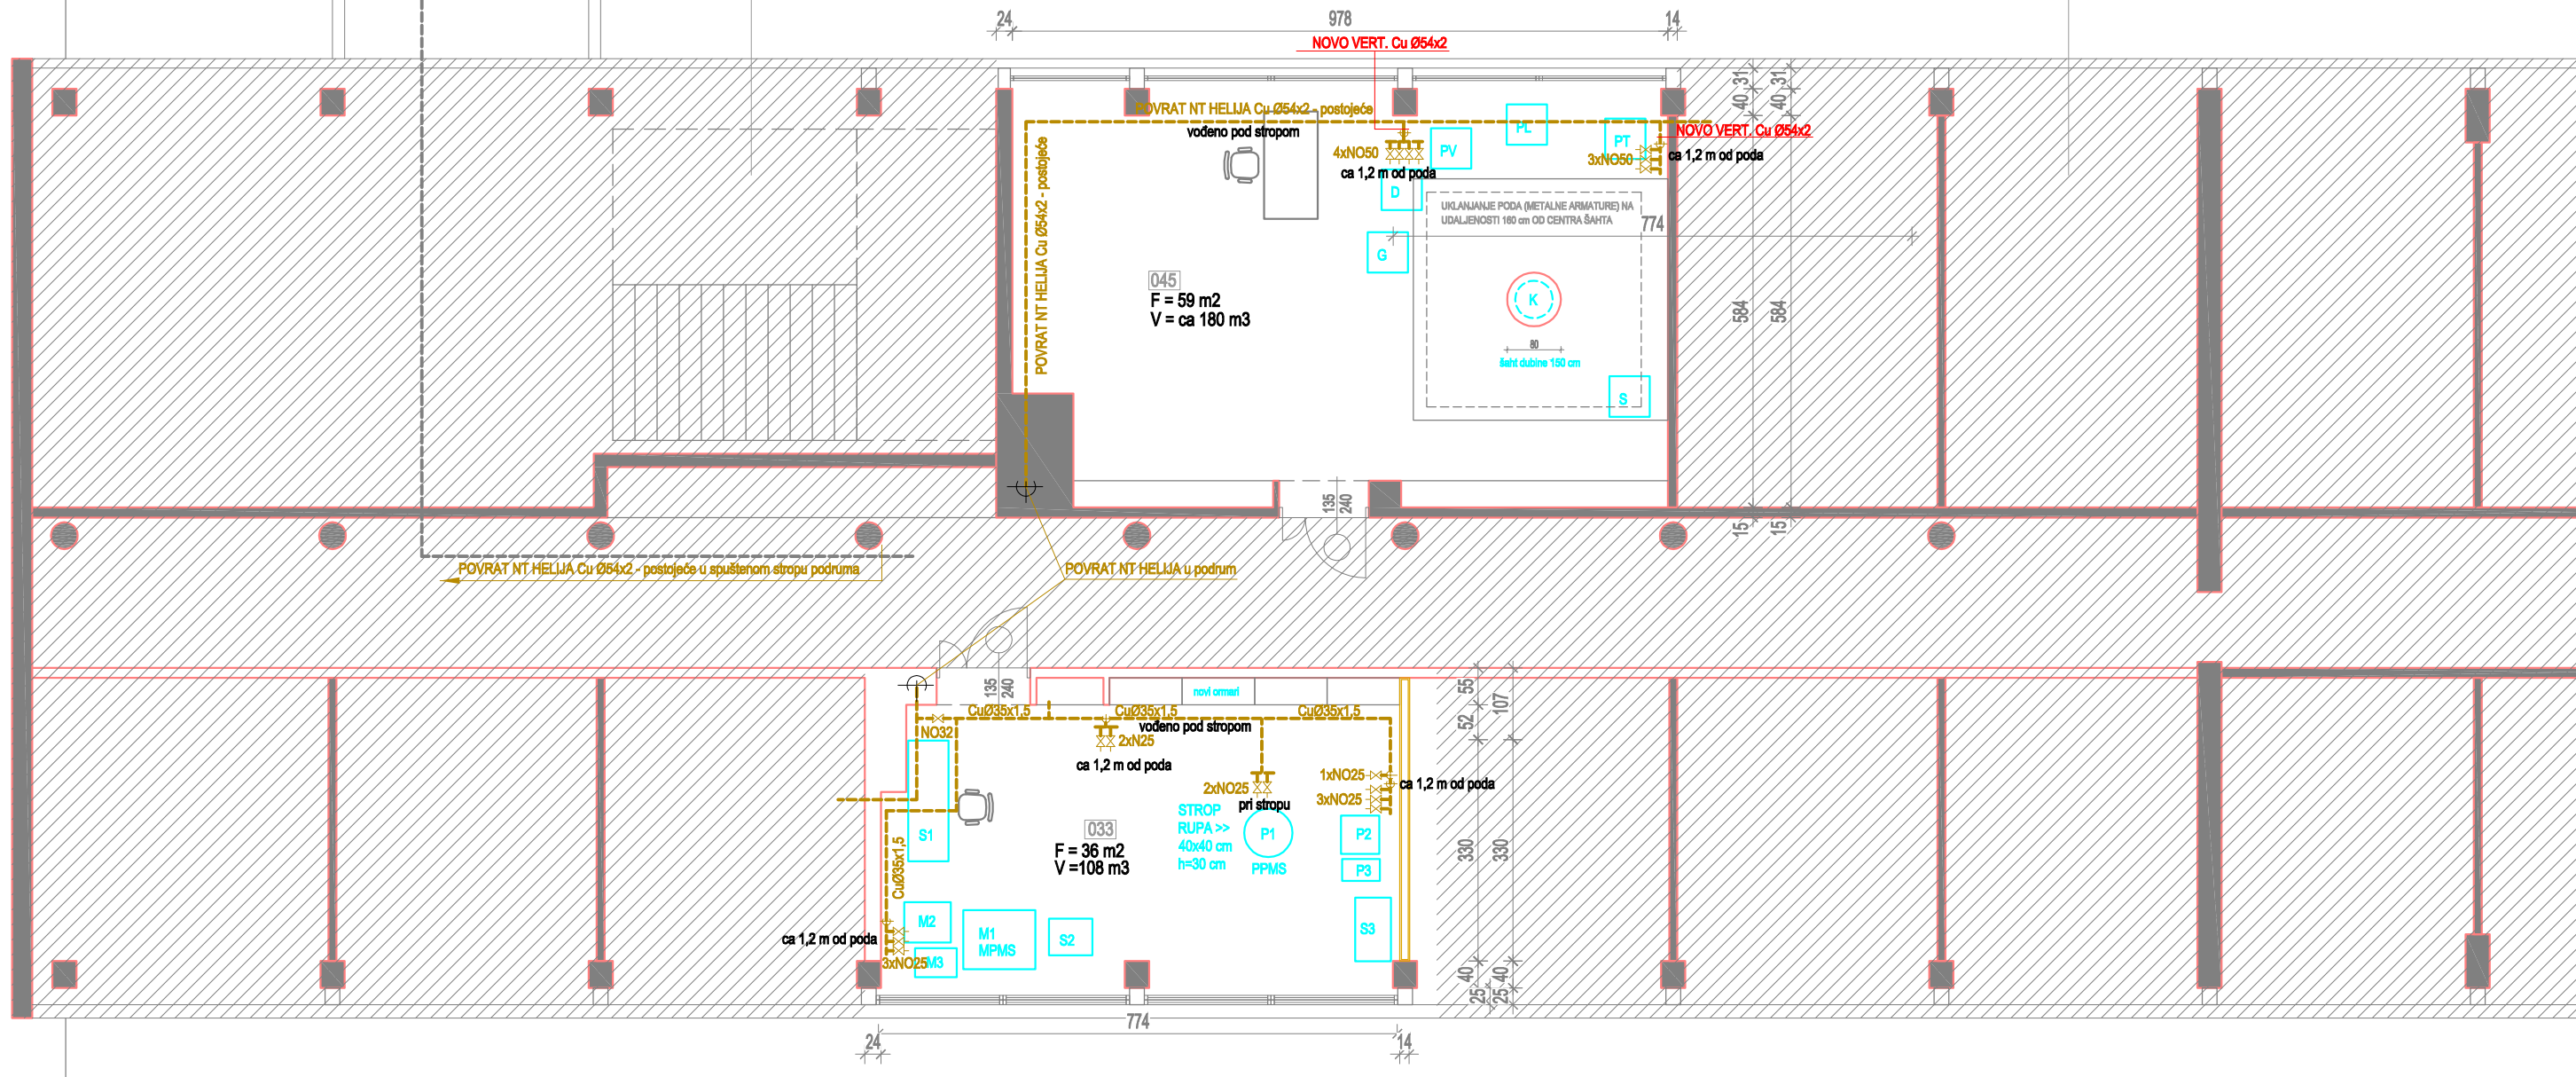 24
978
14
NOVO VERT. Cu Ø54x2
31
31
40
40
POVRAT NT HELIJA Cu Ø54x2 - postojeće
vođeno pod stropom
PL
PT
PV
NOVO VERT. Cu Ø54x2
4xNO50
3xNO50
ca 1,2 m od poda
ca 1,2 m od poda
POVRAT NT HELIJA Cu Ø54x2 - postojeće
D
UKLANJANJE PODA (METALNE ARMATURE) NA
UDALJENOSTI 160 cm OD CENTRA ŠAHTA
774
G
045
F = 59 m2
V = ca 180 m3
K
584
584
80
šaht dubine 150 cm
S
135
240
15
15
POVRAT NT HELIJA Cu Ø54x2 - postojeće u spuštenom stropu podruma
POVRAT NT HELIJA u podrum
135
240
novi ormari
55
107
52
CuØ35x1,5
CuØ35x1,5
CuØ35x1,5
NO32
vođeno pod stropom
2xN25
ca 1,2 m od poda
1xNO25
ca 1,2 m od poda
2xNO25
3xNO25
pri stropu
STROP
RUPA >>
40x40 cm
h=30 cm
P1
PPMS
P2
P3
S1
033
F = 36 m2
V =108 m3
330
330
CuØ35x1,5
M2
M1
MPMS
S2
S3
ca 1,2 m od poda
3xNO25
M3
40
40
25
25
774
24
14